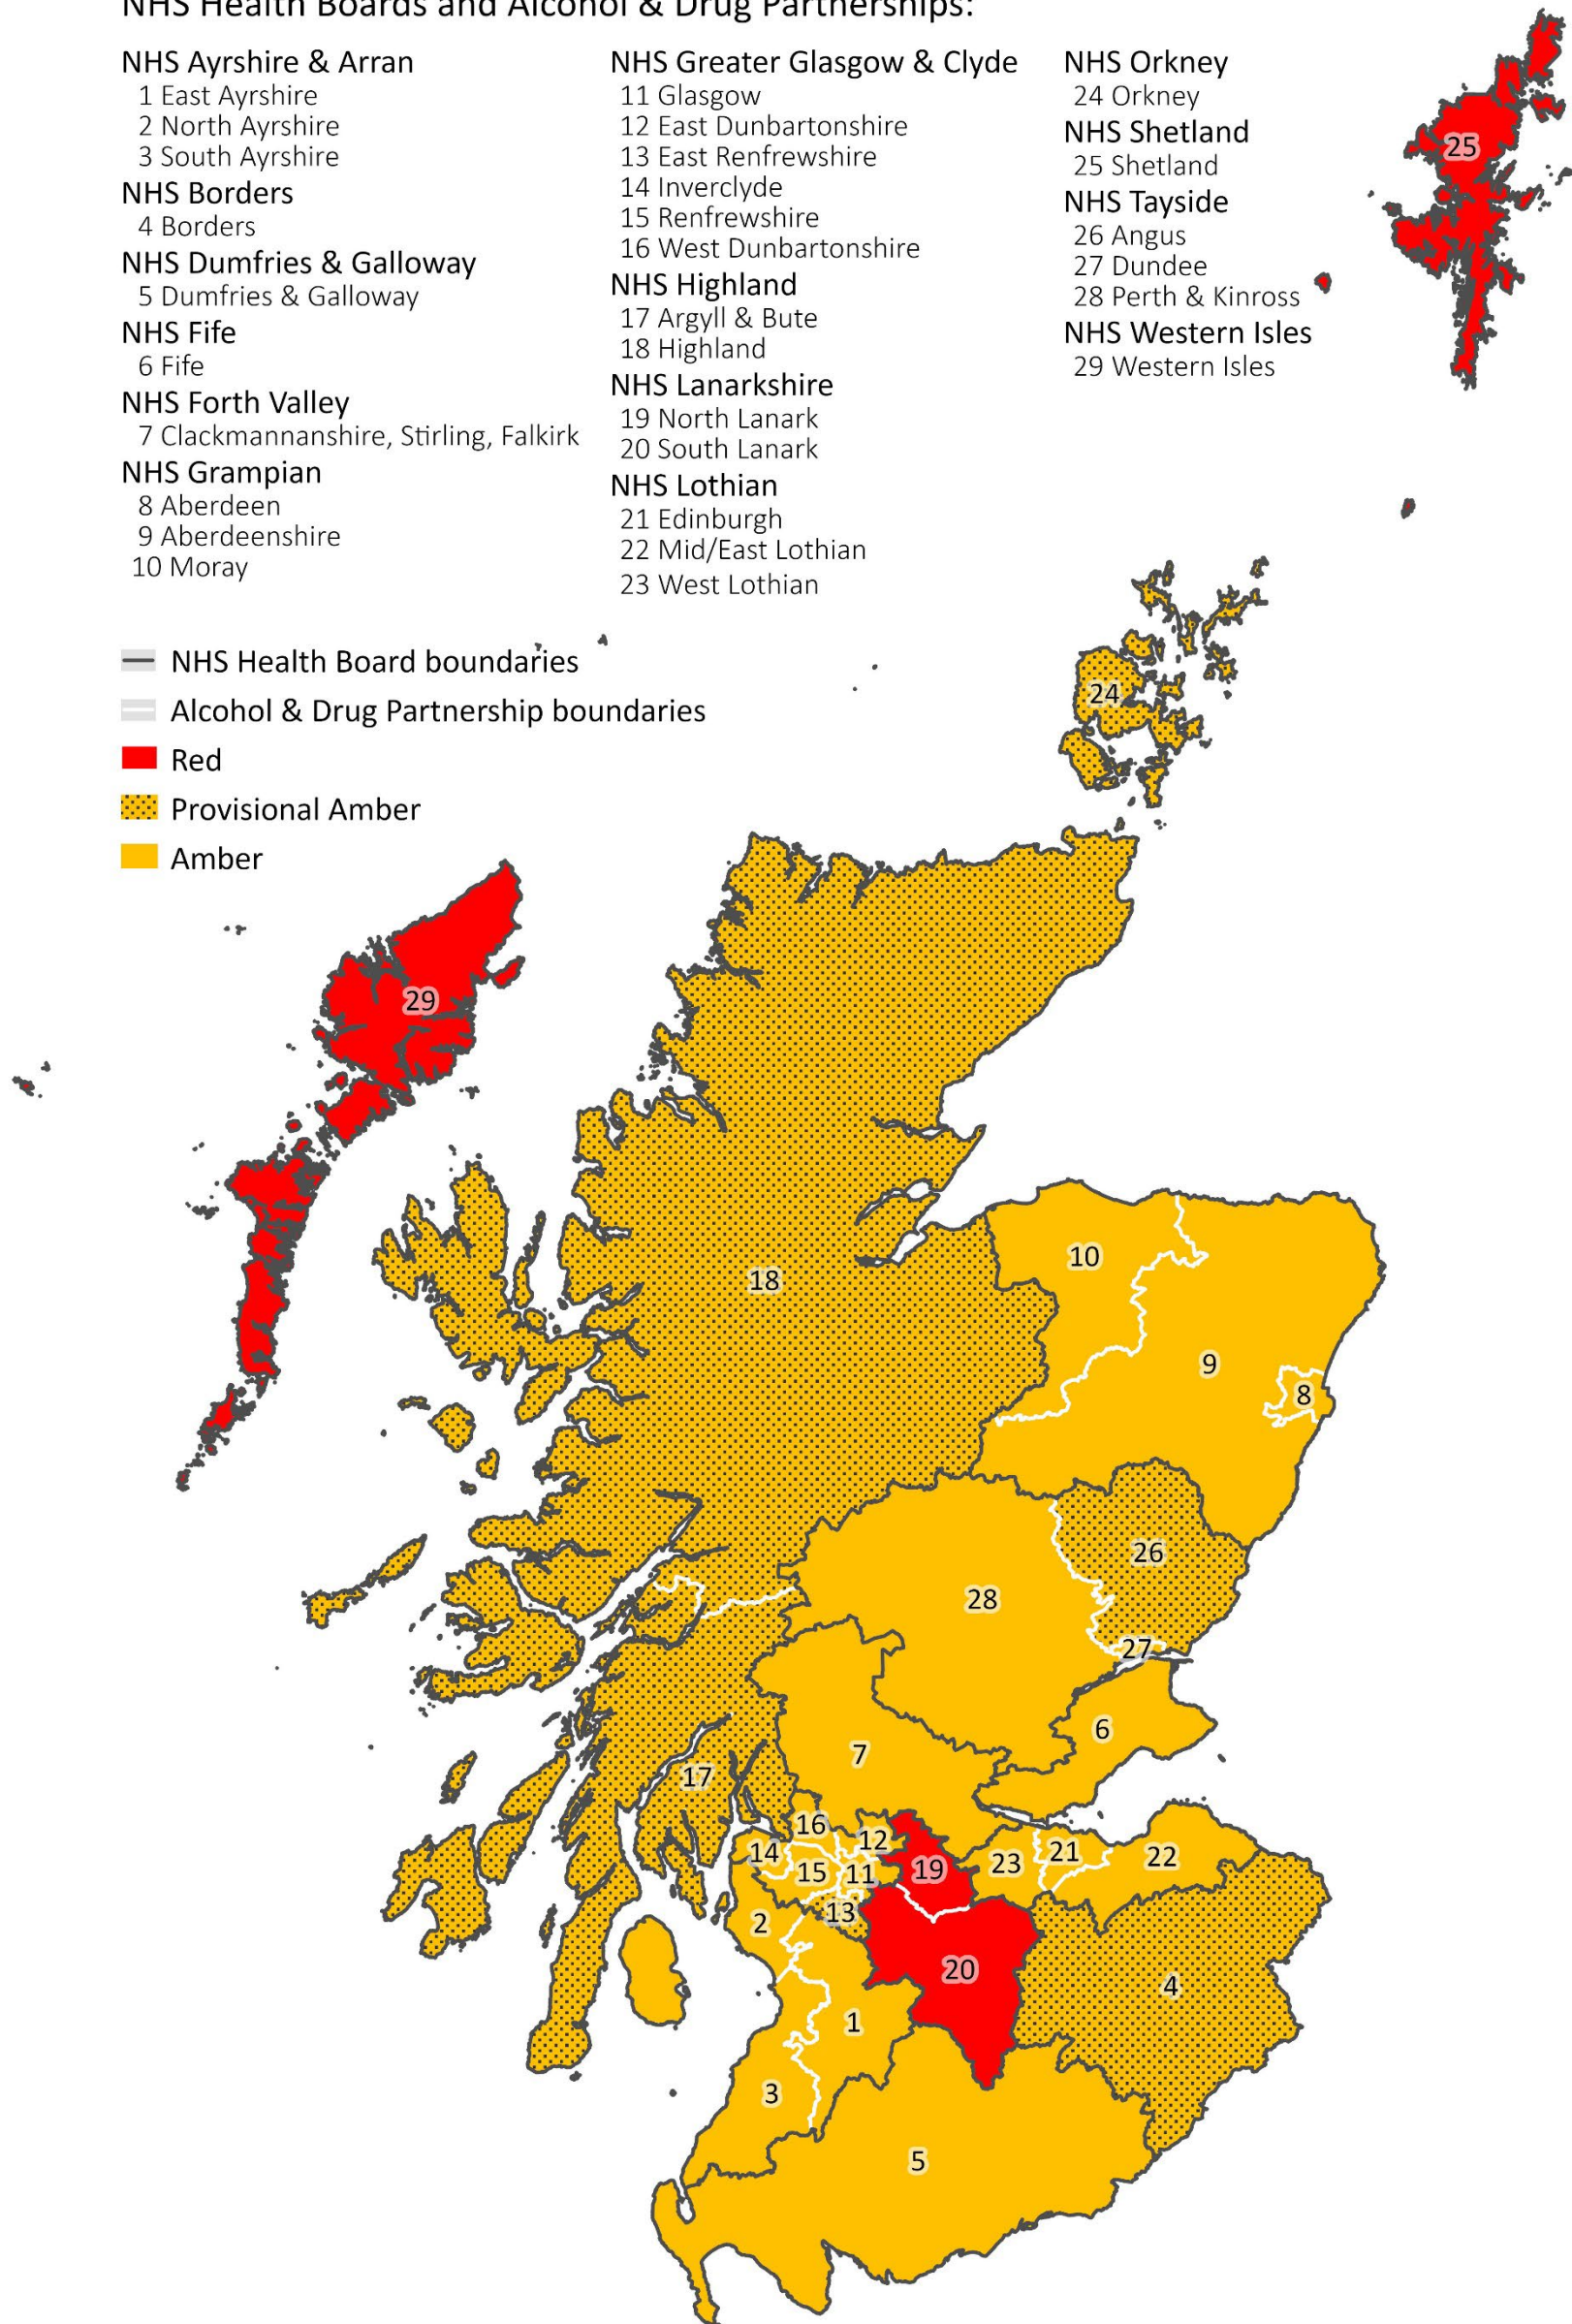 NHS Health Boards and Alcohol & Drug Partnerships:
NHS Ayrshire & Arran
1 East Ayrshire
2 North Ayrshire
3 South Ayrshire
NHS Borders
4 Borders
NHS Dumfries & Galloway
5 Dumfries & Galloway
NHS Fife
6 Fife
NHS Forth Valley
7 Clackmannanshire, Stirling, Falkirk
NHS Grampian
8 Aberdeen
9 Aberdeenshire
10 Moray
NHS Greater Glasgow & Clyde
11 Glasgow
12 East Dunbartonshire
13 East Renfrewshire
14 Inverclyde
15 Renfrewshire
16 West Dunbartonshire
NHS Highland
17 Argyll & Bute
18 Highland
NHS Lanarkshire
19 North Lanark
20 South Lanark
NHS Lothian
21 Edinburgh
22 Mid/East Lothian
23 West Lothian
NHS Orkney
24 Orkney
NHS Shetland
25 Shetland
NHS Tayside
26 Angus
27 Dundee
28 Perth & Kinross
NHS Western Isles
29 Western Isles
NHS Health Board boundaries
Alcohol & Drug Partnership boundaries
Red
Provisional Amber
Amber
25
24
29
18
10
9
8
26
28
27
6
7
17
16
12
14
15
11
19
23
21
22
13
2
20
4
1
3
5